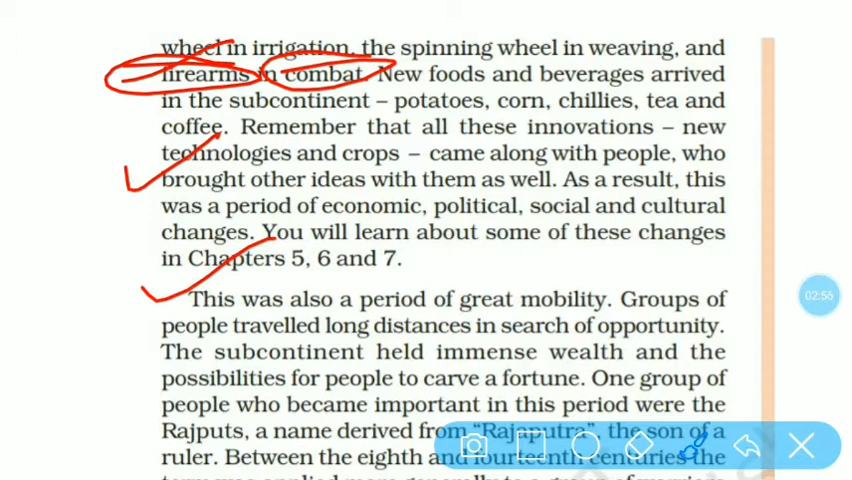 wheel in irrigation, the spinning wheel in weaving, and
firearms in combat. New foods and beverages arrived
in the subcontinent – potatoes, corn, chillies, tea and
coffee. Remember that all these innovations – new
technologies and crops – came along with people, who
brought other ideas with them as well. As a result, this
was a period of economic, political, social and cultural
changes. You will learn about some of these changes
in Chapters 5, 6 and 7.
This was also a period of great mobility. Groups of
people travelled long distances in search of opportunity.
The subcontinent held immense wealth and the
possibilities for people to carve a fortune. One group of
people who became important in this period were the
Rajputs, a name derived from “Rajaputra”, the son of a
ruler. Between the eighth and fourteenth centuries the
02:56